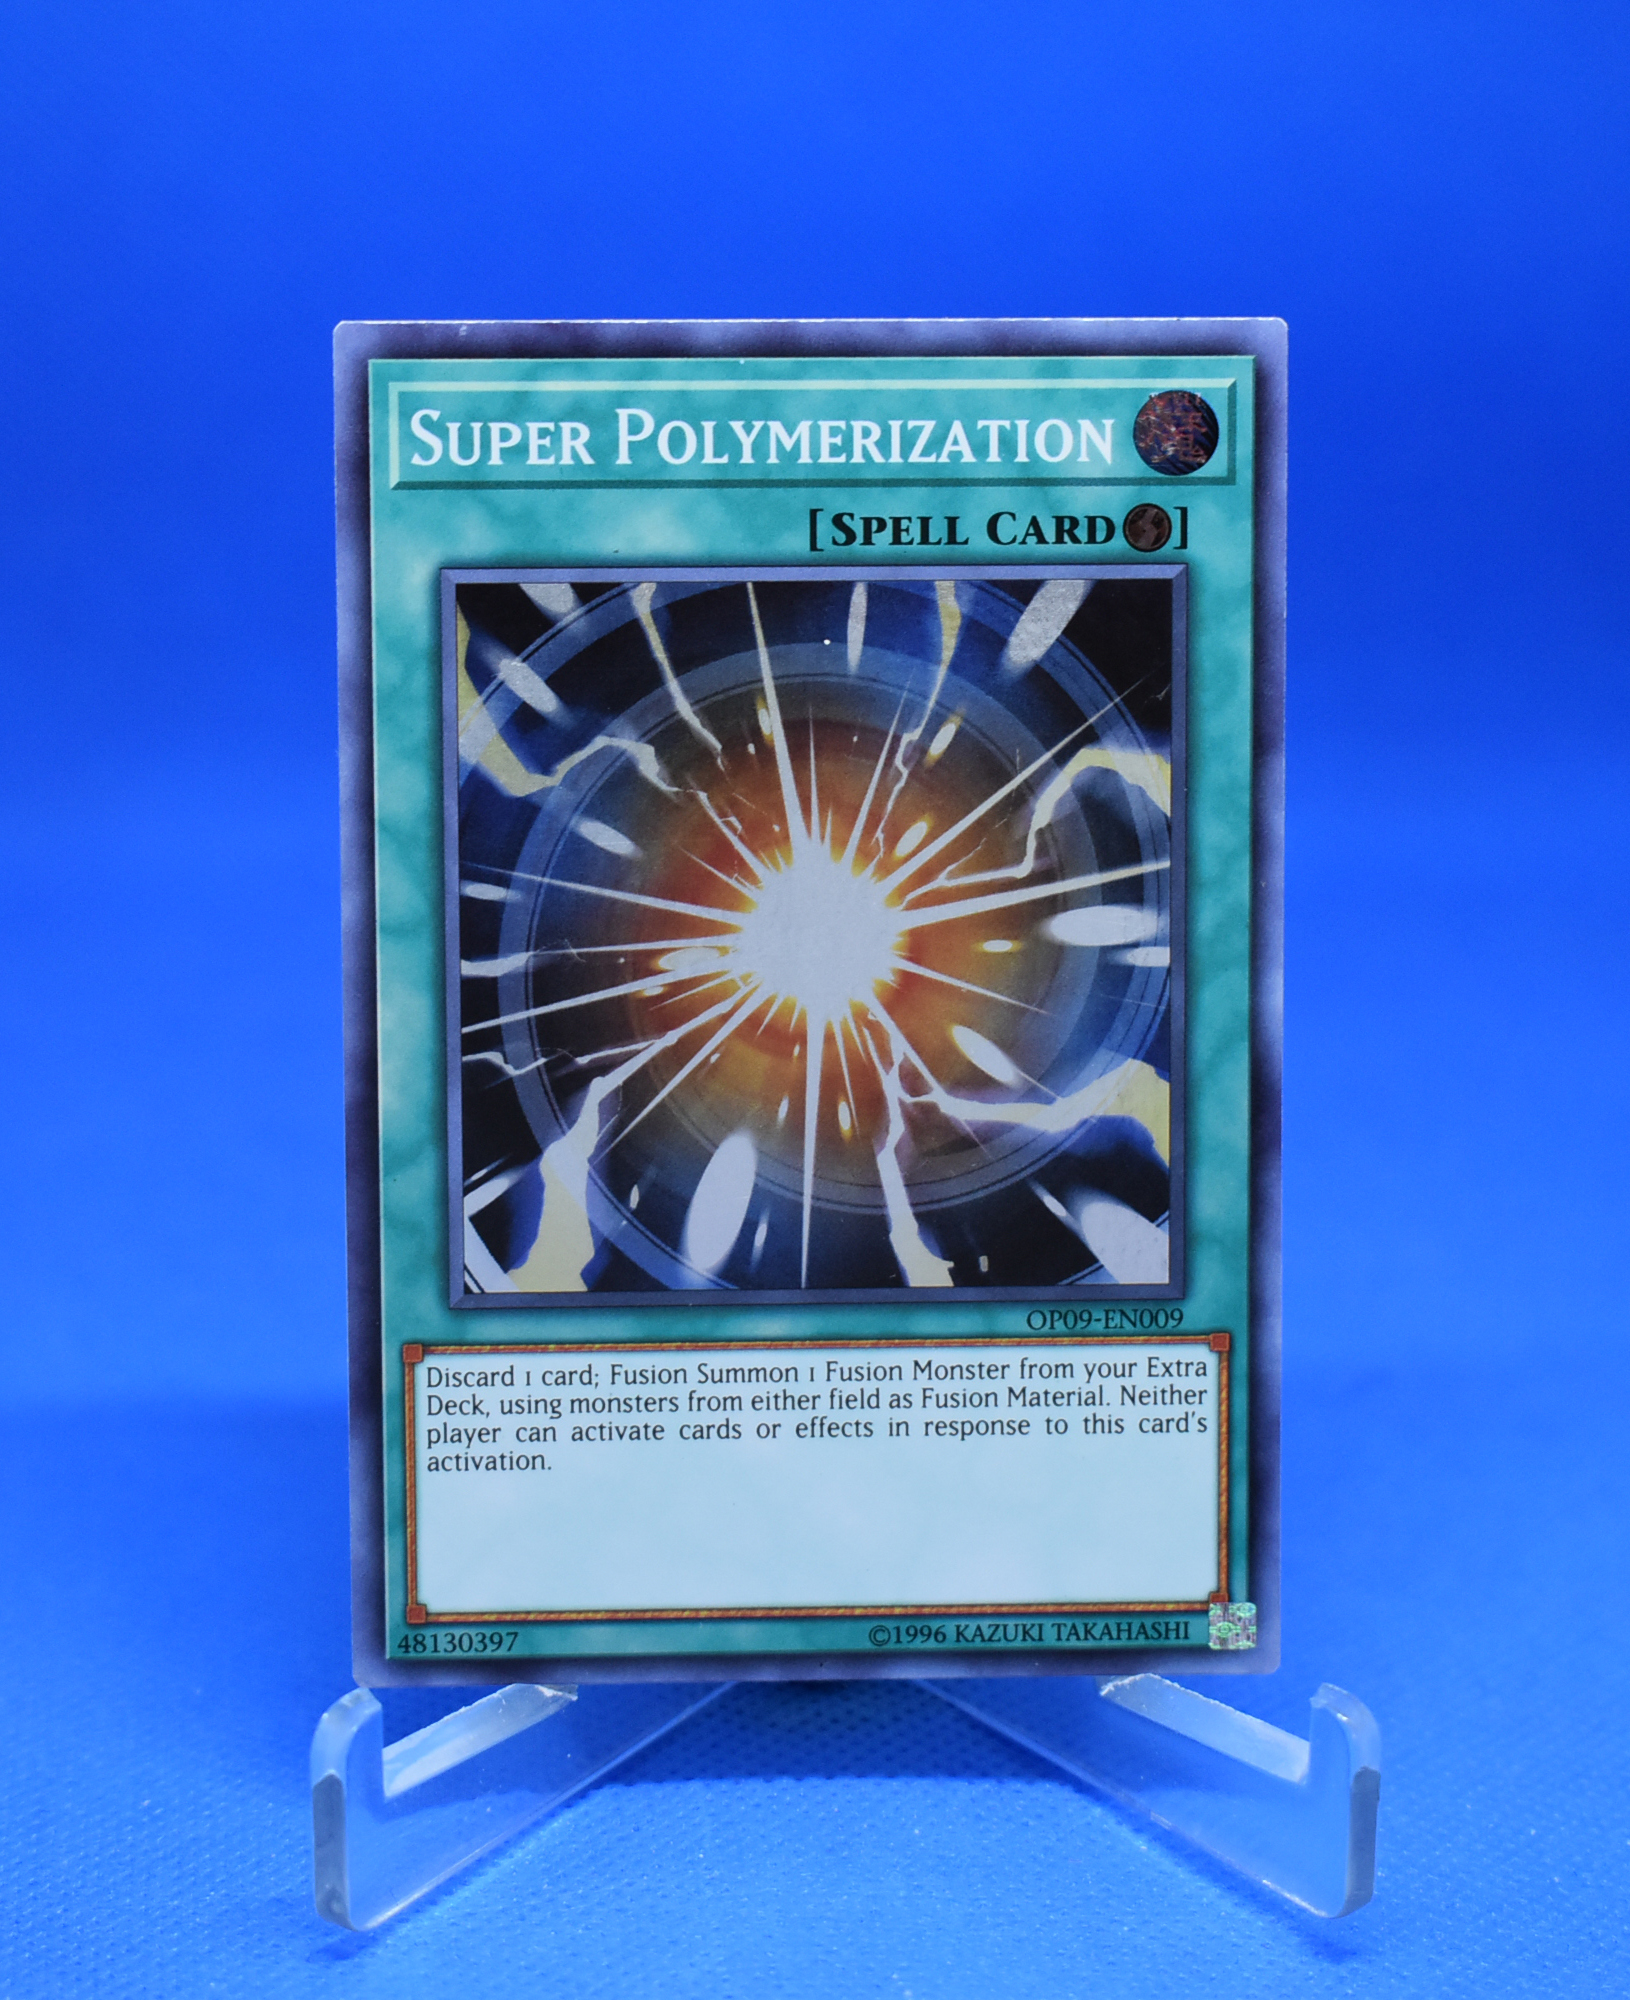 SUPER POLYMERIZATION
[SPELL CARD]
OP09-EN009
Discard 1 card; Fusion Summon 1 Fusion Monster from your Extra
Deck, using monsters from either field as Fusion Material. Neither
player can activate cards or effects in response to this card's
activation.
48130397 ©1996 KAZUKI TAKAHASHI